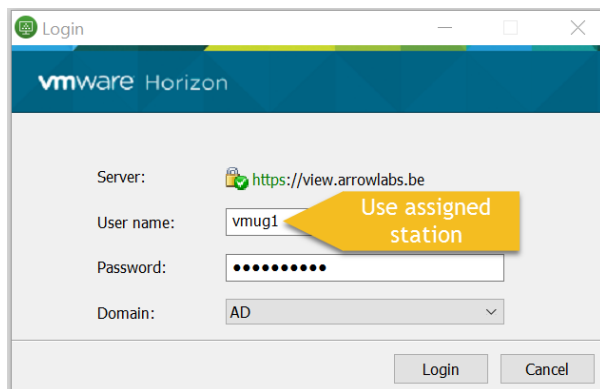 Login
vmware Horizon
Server: https://view.arrowlabs.be
User name: vmug1
Use assigned
station
Password: ●●●●●●●●●●
Domain: AD
Login Cancel